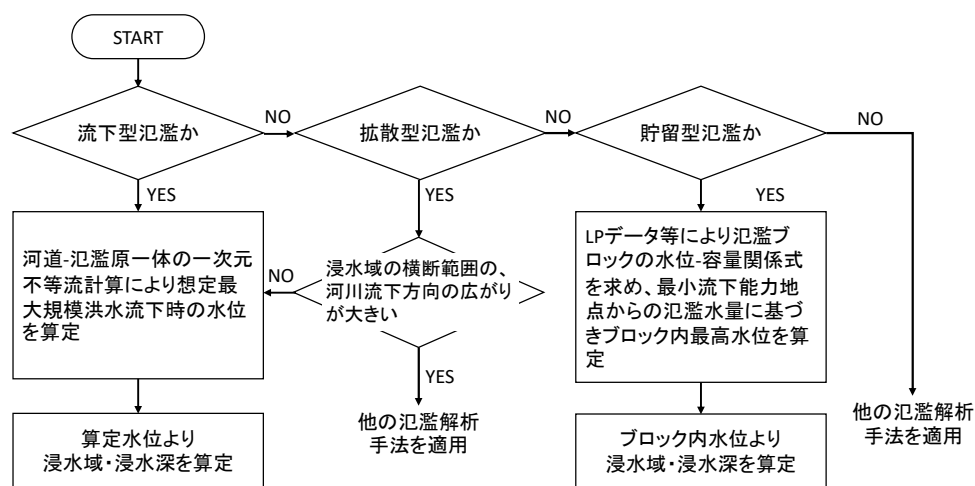 START
流下型氾濫か
NO
拡散型氾濫か
NO
貯留型氾濫か
NO
YES
YES
YES
河道-氾濫原一体の一次元
不等流計算により想定最
大規模洪水流下時の水位
を算定
NO
浸水域の横断範囲の、
河川流下方向の広がり
が大きい
LPデータ等により氾濫ブ
ロックの水位-容量関係式
を求め、最小流下能力地
点からの氾濫水量に基づ
きブロック内最高水位を算
定
YES
算定水位より
浸水域・浸水深を算定
他の氾濫解析
手法を適用
ブロック内水位より
浸水域・浸水深を算定
他の氾濫解析
手法を適用